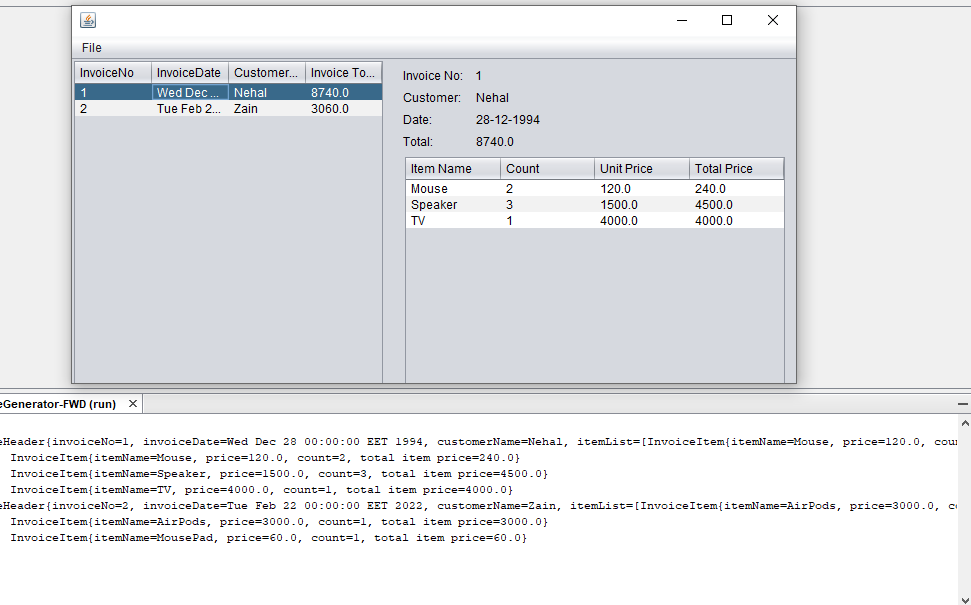 File
InvoiceNo InvoiceDate Customer... Invoice To...
1 Wed Dec ... Nehal 8740.0
2 Tue Feb 2... Zain 3060.0
Invoice No: 1
Customer: Nehal
Date: 28-12-1994
Total: 8740.0
Item Name Count Unit Price Total Price
Mouse 2 120.0 240.0
Speaker 3 1500.0 4500.0
TV 1 4000.0 4000.0
eGenerator-FWD (run)
eHeader{invoiceNo=1, invoiceDate=Wed Dec 28 00:00:00 EET 1994, customerName=Nehal, itemList=[InvoiceItem{itemName=Mouse, price=120.0, cou
InvoiceItem{itemName=Mouse, price=120.0, count=2, total item price=240.0}
InvoiceItem{itemName=Speaker, price=1500.0, count=3, total item price=4500.0}
InvoiceItem{itemName=TV, price=4000.0, count=1, total item price=4000.0}
eHeader{invoiceNo=2, invoiceDate=Tue Feb 22 00:00:00 EET 2022, customerName=Zain, itemList=[InvoiceItem{itemName=AirPods, price=3000.0, co
InvoiceItem{itemName=AirPods, price=3000.0, count=1, total item price=3000.0}
InvoiceItem{itemName=MousePad, price=60.0, count=1, total item price=60.0}